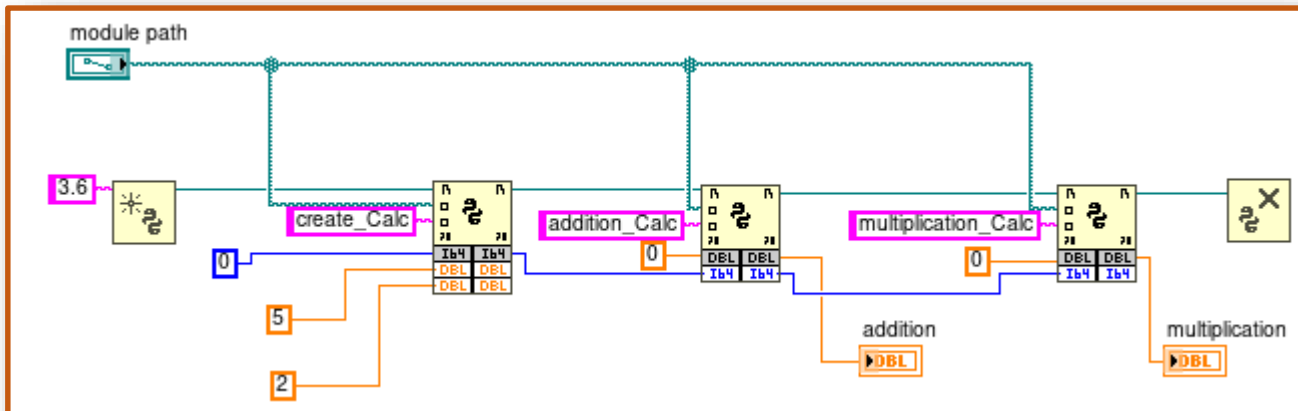 module path
3.6
create_Calc
addition_Calc
multiplication_Calc
0
I64 I64
DBL DBL
DBL DBL
0
DBL DBL
I64 I64
0
DBL DBL
I64 I64
5
2
addition
DBL
multiplication
DBL